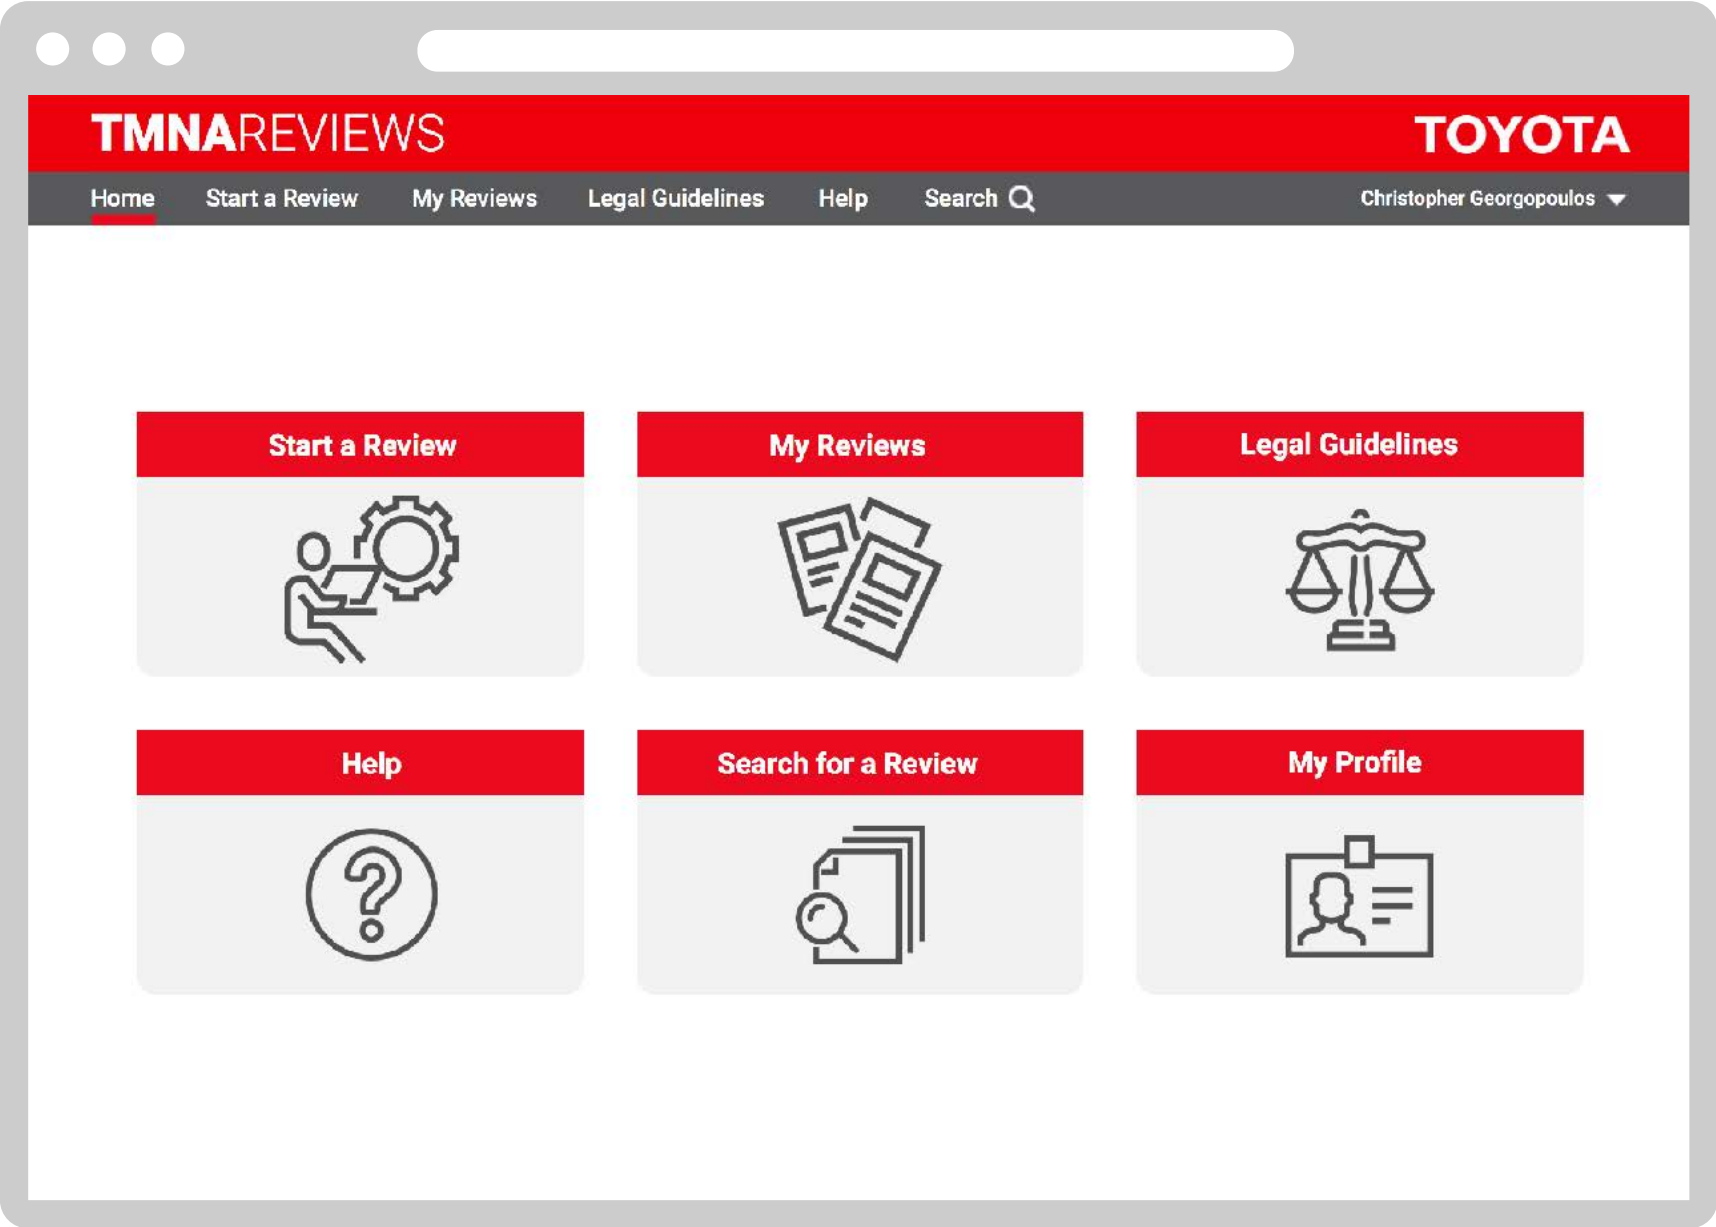 TMNAREVIEWS
TOYOTA
Home Start a Review My Reviews Legal Guidelines Help Search Christopher Georgopoulos
Start a Review
My Reviews
Legal Guidelines
Help
Search for a Review
My Profile